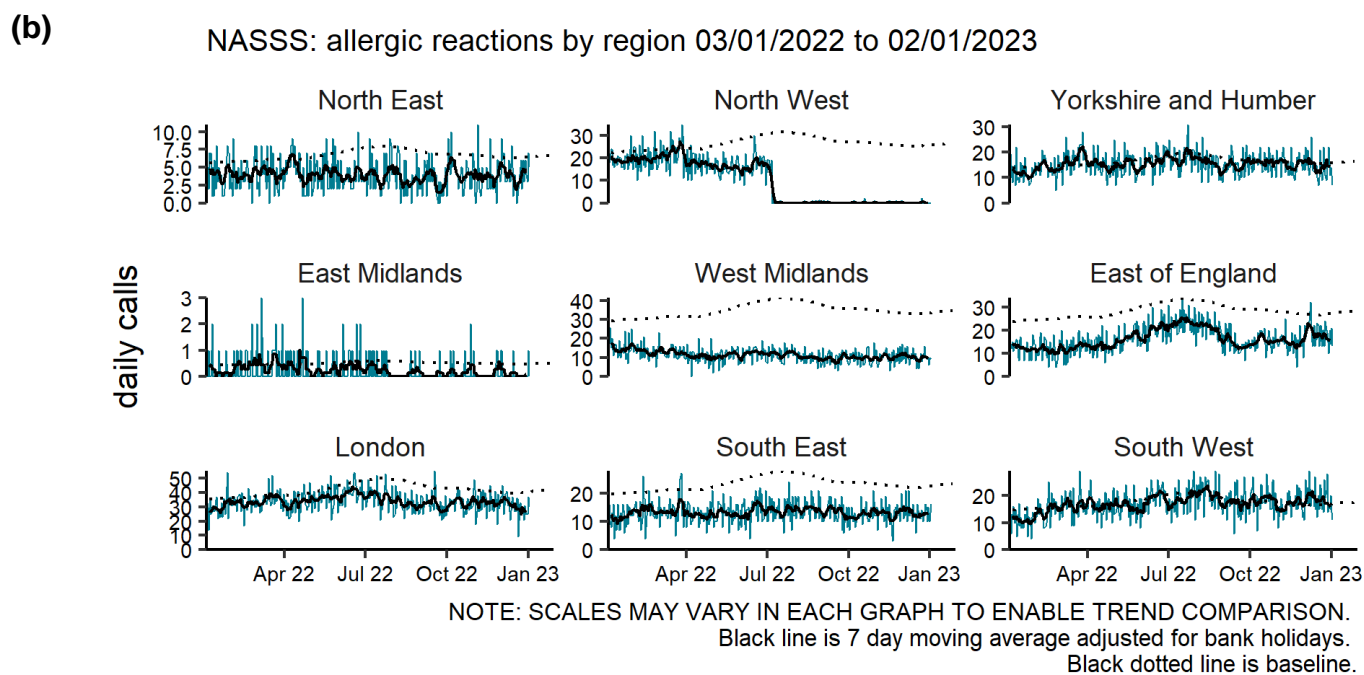 (b)
NASSS: allergic reactions by region 03/01/2022 to 02/01/2023
North East
North West
Yorkshire and Humber
10.0
7.5
5.0
2.5
0.0
30
20
10
0
30
20
10
0
East Midlands
West Midlands
East of England
daily calls
3
2
1
0
40
30
20
10
0
30
20
10
0
London
South East
South West
50
40
30
20
10
0
20
10
0
20
10
0
Apr 22 Jul 22 Oct 22 Jan 23
Apr 22 Jul 22 Oct 22 Jan 23
Apr 22 Jul 22 Oct 22 Jan 23
NOTE: SCALES MAY VARY IN EACH GRAPH TO ENABLE TREND COMPARISON.
Black line is 7 day moving average adjusted for bank holidays.
Black dotted line is baseline.